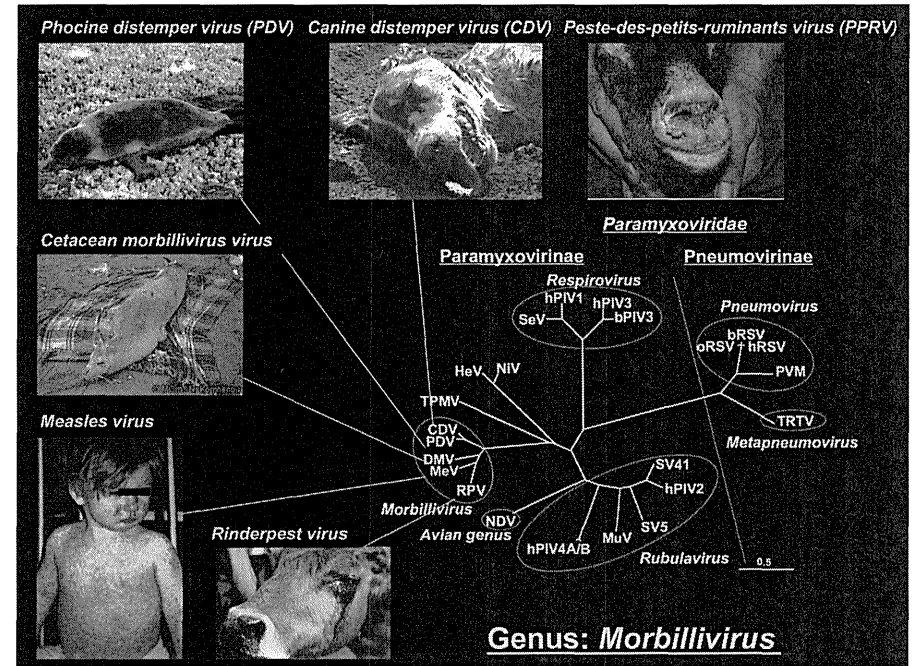 Phocine distemper virus (PDV)
Canine distemper virus (CDV)
Peste-des-petits-ruminants virus (PPRV)
Paramyxoviridae
Cetacean morbillivirus virus
Paramyxovirinae
Pneumovirinae
Respirovirus
hPIV1
hPIV3
SeV
bPIV3
Pneumovirus
bRSV
oRSV
hRSV
PVM
HeV
NiV
TPMV
TRTV
Metapneumovirus
CDV
PDV
DMV
MeV
RPV
Morbillivirus
Measles virus
SV41
hPIV2
SV5
MuV
hPIV4A/B
Rubulavirus
NDV
Avian genus
0.5
Rinderpest virus
Genus: Morbillivirus